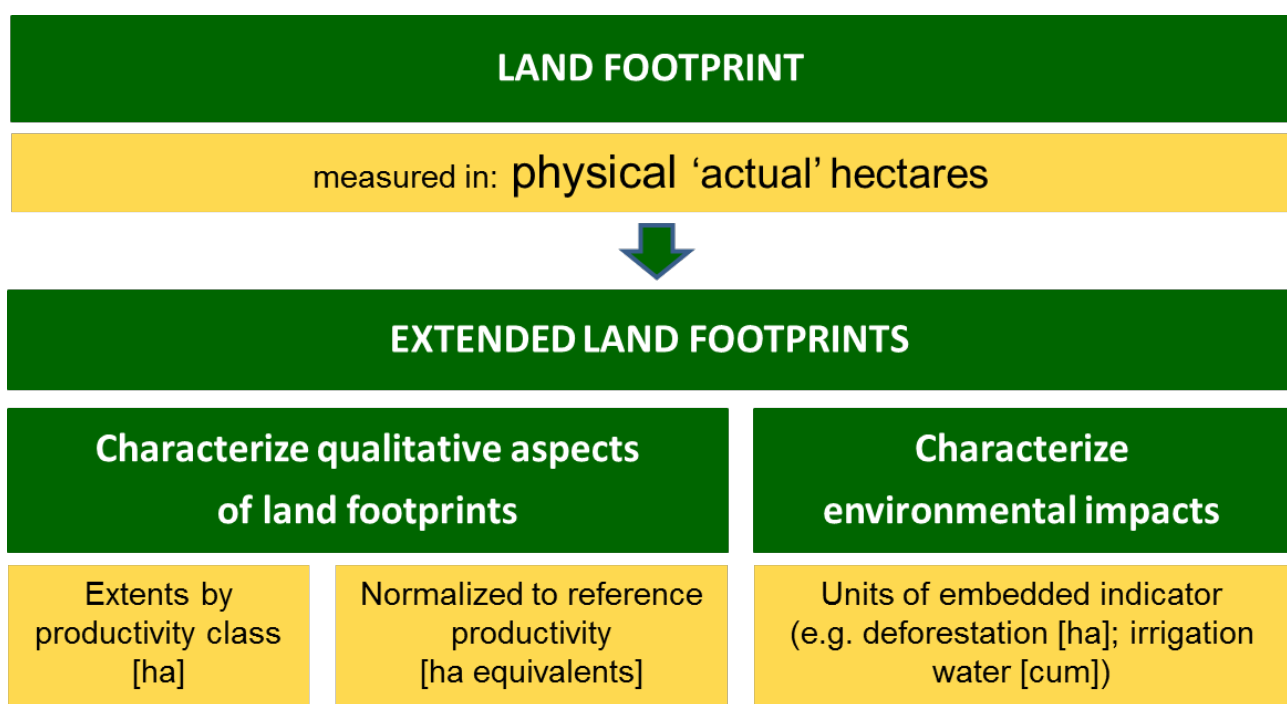 LAND FOOTPRINT
measured in: physical ‘actual’ hectares
EXTENDED LAND FOOTPRINTS
Characterize qualitative aspects
of land footprints
Characterize
environmental impacts
Extents by
productivity class
[ha]
Normalized to reference
productivity
[ha equivalents]
Units of embedded indicator
(e.g. deforestation [ha]; irrigation
water [cum])